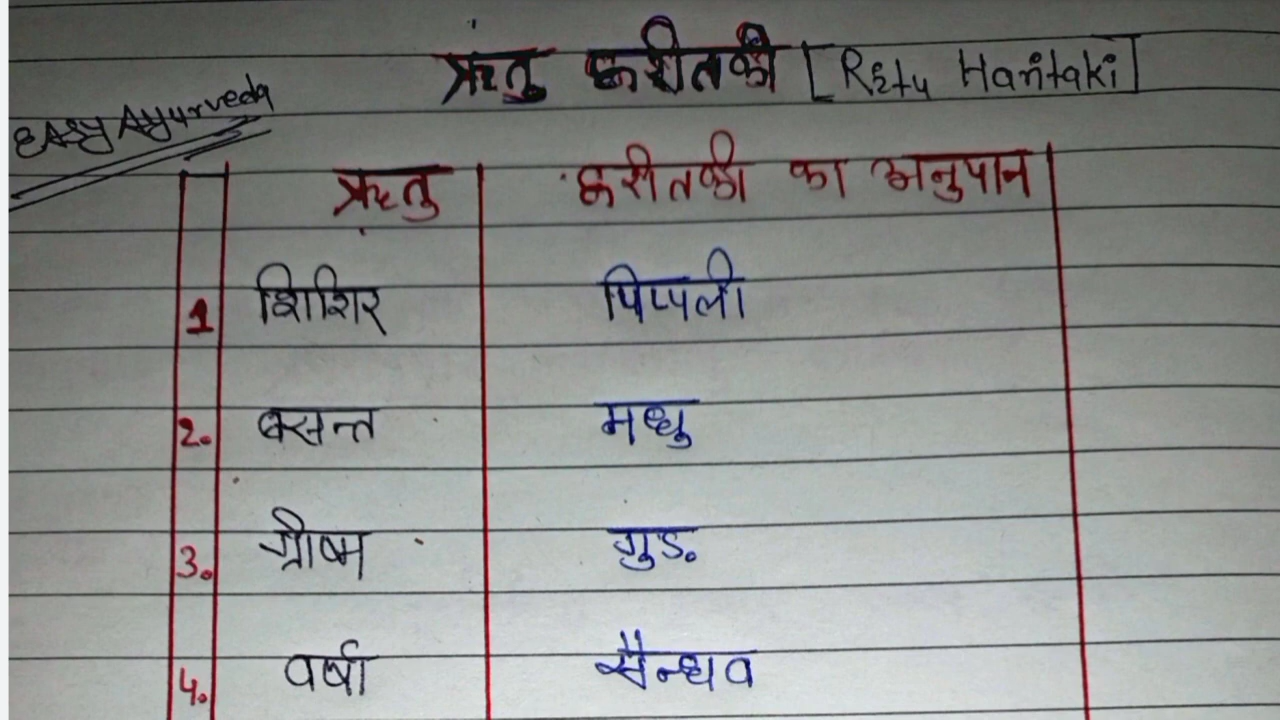 ऋतु हरीतकी [Retu Haritaki]
EASY Ayurveda
ऋतु हरीतकी का अनुपान
1 शिशिर पिप्पली
2. बसन्त मधु
3. ग्रीष्म गुड.
4. वर्षा सैन्धव